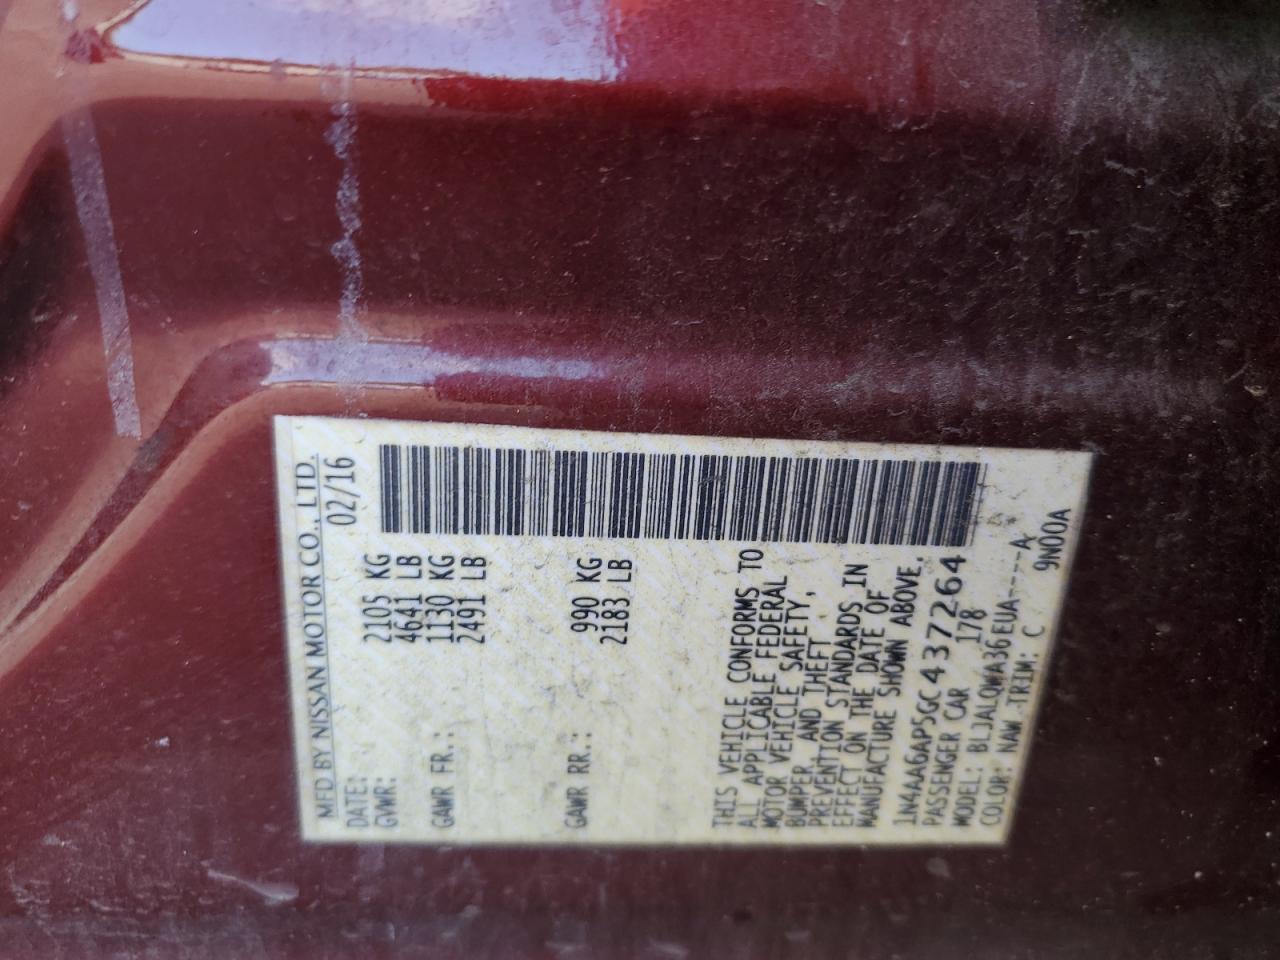 MFD BY NISSAN MOTOR CO., LTD.
DATE: 02/16
GVWR: 2105 KG
4641 LB
GAWR FR.: 1130 KG
2491 LB
GAWR RR.: 990 KG
2183 LB
THIS VEHICLE CONFORMS TO
ALL APPLICABLE FEDERAL
MOTOR VEHICLE SAFETY,
BUMPER, AND THEFT
PREVENTION STANDARDS IN
EFFECT ON THE DATE OF
MANUFACTURE SHOWN ABOVE.
1N4AA6AP5GC437264
PASSENGER CAR 178
MODEL: BLJALQWA36EUA----A
COLOR: NAW TRIM: C 9N00A